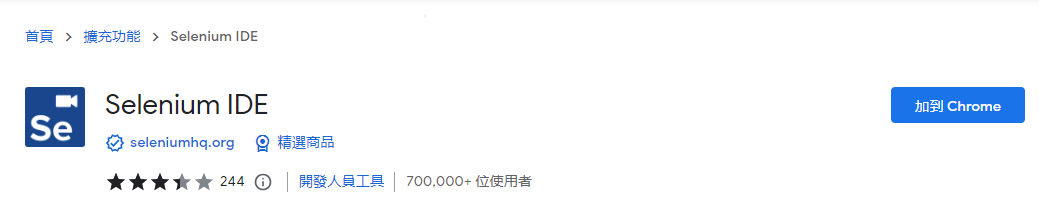 首頁 > 擴充功能 > Selenium IDE
Se
Selenium IDE
加到 Chrome
seleniumhq.org 精選商品
244 開發人員工具 700,000+ 位使用者